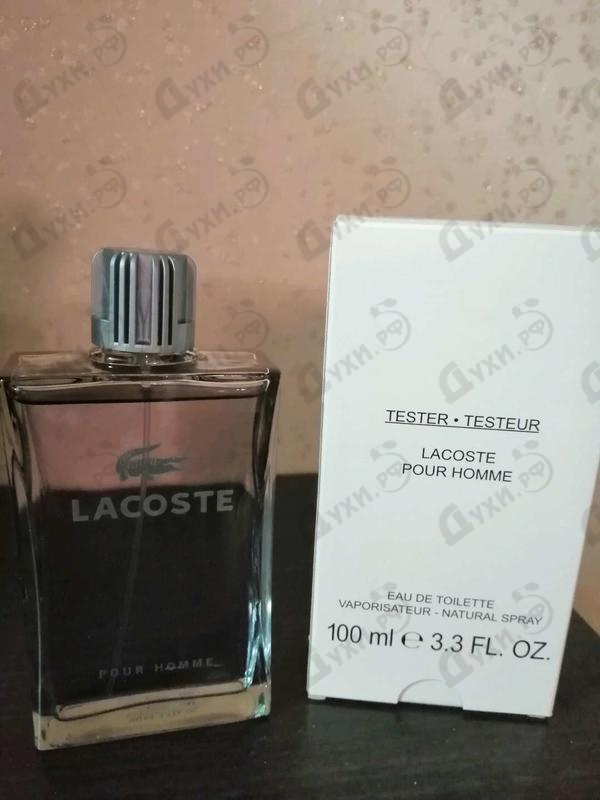 LACOSTE
POUR HOMME
TESTER • TESTEUR
LACOSTE
POUR HOMME
EAU DE TOILETTE
VAPORISATEUR - NATURAL SPRAY
100 ml ℮ 3.3 FL. OZ.
Духи.РФ